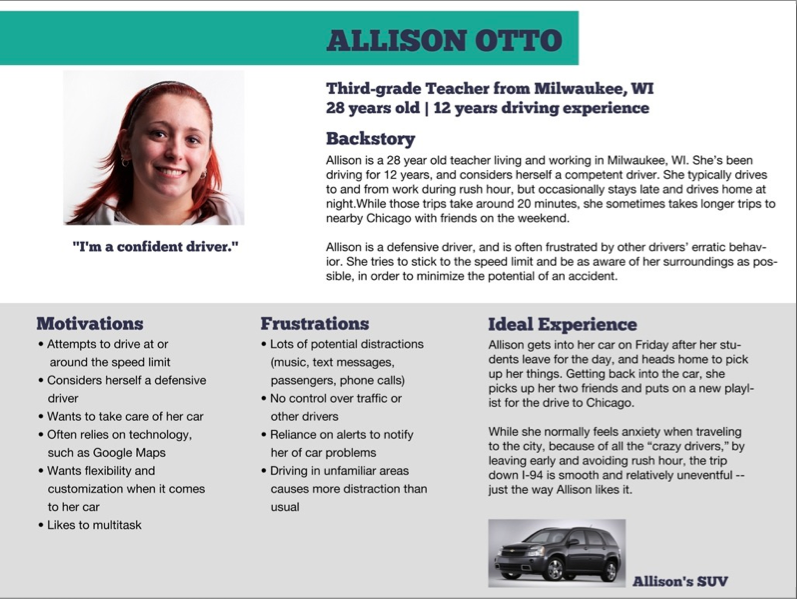 ALLISON OTTO
Third-grade Teacher from Milwaukee, WI
28 years old | 12 years driving experience
Backstory
Allison is a 28 year old teacher living and working in Milwaukee, WI. She's been
driving for 12 years, and considers herself a competent driver. She typically drives
to and from work during rush hour, but occasionally stays late and drives home at
night.While those trips take around 20 minutes, she sometimes takes longer trips to
nearby Chicago with friends on the weekend.
Allison is a defensive driver, and is often frustrated by other drivers' erratic behav-
ior. She tries to stick to the speed limit and be as aware of her surroundings as pos-
sible, in order to minimize the potential of an accident.
"I'm a confident driver."
Motivations
• Attempts to drive at or
around the speed limit
• Considers herself a defensive
driver
• Wants to take care of her car
• Often relies on technology,
such as Google Maps
• Wants flexibility and
customization when it comes
to her car
• Likes to multitask
Frustrations
• Lots of potential distractions
(music, text messages,
passengers, phone calls)
• No control over traffic or
other drivers
• Reliance on alerts to notify
her of car problems
• Driving in unfamiliar areas
causes more distraction than
usual
Ideal Experience
Allison gets into her car on Friday after her stu-
dents leave for the day, and heads home to pick
up her things. Getting back into the car, she
picks up her two friends and puts on a new playl-
ist for the drive to Chicago.
While she normally feels anxiety when traveling
to the city, because of all the "crazy drivers," by
leaving early and avoiding rush hour, the trip
down I-94 is smooth and relatively uneventful --
just the way Allison likes it.
Allison's SUV